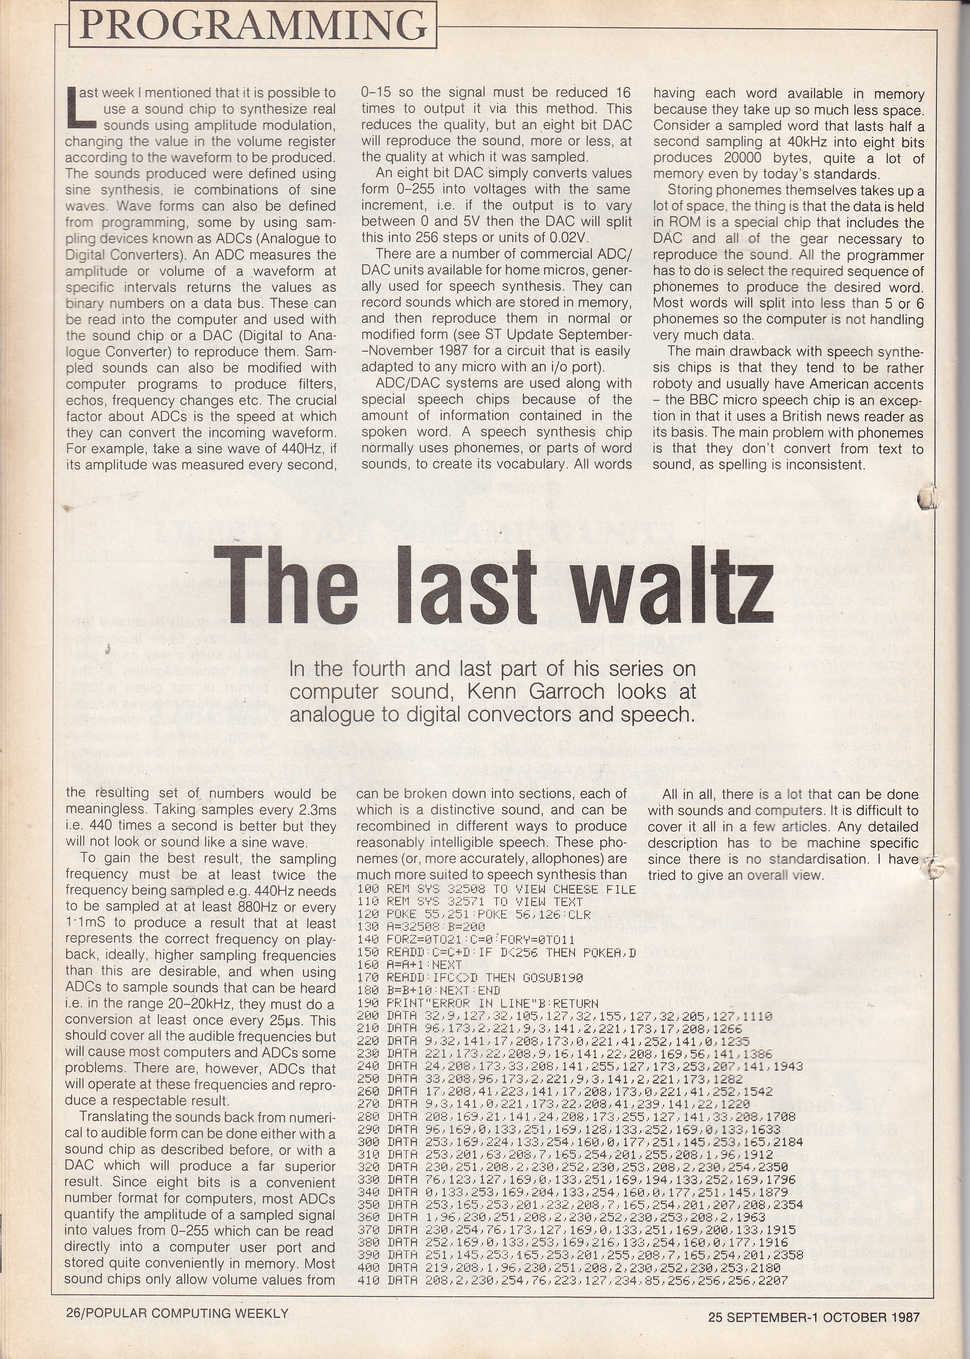 PROGRAMMING
Last week I mentioned that it is possible to
use a sound chip to synthesize real
sounds using amplitude modulation,
changing the value in the volume register
according to the waveform to be produced.
The sounds produced were defined using
sine synthesis, ie combinations of sine
waves. Wave forms can also be defined
from programming, some by using sam-
pling devices known as ADCs (Analogue to
Digital Converters). An ADC measures the
amplitude or volume of a waveform at
specific intervals returns the values as
binary numbers on a data bus. These can
be read into the computer and used with
the sound chip or a DAC (Digital to Ana-
logue Converter) to reproduce them. Sam-
pled sounds can also be modified with
computer programs to produce filters,
echos, frequency changes etc. The crucial
factor about ADCs is the speed at which
they can convert the incoming waveform.
For example, take a sine wave of 440Hz, if
its amplitude was measured every second,
0–15 so the signal must be reduced 16
times to output it via this method. This
reduces the quality, but an eight bit DAC
will reproduce the sound, more or less, at
the quality at which it was sampled.
An eight bit DAC simply converts values
form 0–255 into voltages with the same
increment, i.e. if the output is to vary
between 0 and 5V then the DAC will split
this into 256 steps or units of 0.02V.
There are a number of commercial ADC/
DAC units available for home micros, gener-
ally used for speech synthesis. They can
record sounds which are stored in memory,
and then reproduce them in normal or
modified form (see ST Update September-
–November 1987 for a circuit that is easily
adapted to any micro with an i/o port).
ADC/DAC systems are used along with
special speech chips because of the
amount of information contained in the
spoken word. A speech synthesis chip
normally uses phonemes, or parts of word
sounds, to create its vocabulary. All words
having each word available in memory
because they take up so much less space.
Consider a sampled word that lasts half a
second sampling at 40kHz into eight bits
produces 20000 bytes, quite a lot of
memory even by today's standards.
Storing phonemes themselves takes up a
lot of space, the thing is that the data is held
in ROM is a special chip that includes the
DAC and all of the gear necessary to
reproduce the sound. All the programmer
has to do is select the required sequence of
phonemes to produce the desired word.
Most words will split into less than 5 or 6
phonemes so the computer is not handling
very much data.
The main drawback with speech synthe-
sis chips is that they tend to be rather
roboty and usually have American accents
– the BBC micro speech chip is an excep-
tion in that it uses a British news reader as
its basis. The main problem with phonemes
is that they don't convert from text to
sound, as spelling is inconsistent.
The last waltz
In the fourth and last part of his series on
computer sound, Kenn Garroch looks at
analogue to digital convectors and speech.
the resulting set of numbers would be
meaningless. Taking samples every 2.3ms
i.e. 440 times a second is better but they
will not look or sound like a sine wave.
To gain the best result, the sampling
frequency must be at least twice the
frequency being sampled e.g. 440Hz needs
to be sampled at at least 880Hz or every
1·1mS to produce a result that at least
represents the correct frequency on play-
back, ideally, higher sampling frequencies
than this are desirable, and when using
ADCs to sample sounds that can be heard
i.e. in the range 20–20kHz, they must do a
conversion at least once every 25µs. This
should cover all the audible frequencies but
will cause most computers and ADCs some
problems. There are, however, ADCs that
will operate at these frequencies and repro-
duce a respectable result.
Translating the sounds back from numeri-
cal to audible form can be done either with a
sound chip as described before, or with a
DAC which will produce a far superior
result. Since eight bits is a convenient
number format for computers, most ADCs
quantify the amplitude of a sampled signal
into values from 0–255 which can be read
directly into a computer user port and
stored quite conveniently in memory. Most
sound chips only allow volume values from
can be broken down into sections, each of
which is a distinctive sound, and can be
recombined in different ways to produce
reasonably intelligible speech. These pho-
nemes (or, more accurately, allophones) are
much more suited to speech synthesis than
100 REM SYS 32508 TO VIEW CHEESE FILE
110 REM SYS 32571 TO VIEW TEXT
120 POKE 55,251:POKE 56,126:CLR
130 A=32508:B=200
140 FORZ=0TO21:C=0:FORY=0TO11
150 READD:C=C+D:IF D<256 THEN POKEA,D
160 A=A+1:NEXT
170 READD:IFC<>D THEN GOSUB190
180 B=B+10:NEXT:END
190 PRINT"ERROR IN LINE"B:RETURN
200 DATA 32,9,127,32,105,127,32,155,127,32,205,127,1110
210 DATA 96,173,2,221,9,3,141,2,221,173,17,208,1266
220 DATA 9,32,141,17,208,173,0,221,41,252,141,0,1235
230 DATA 221,173,22,208,9,16,141,22,208,169,56,141,1386
240 DATA 24,208,173,33,208,141,255,127,173,253,207,141,1943
250 DATA 33,208,96,173,2,221,9,3,141,2,221,173,1282
260 DATA 17,208,41,223,141,17,208,173,0,221,41,252,1542
270 DATA 9,3,141,0,221,173,22,208,41,239,141,22,1220
280 DATA 208,169,21,141,24,208,173,255,127,141,33,208,1708
290 DATA 96,169,0,133,251,169,128,133,252,169,0,133,1633
300 DATA 253,169,224,133,254,160,0,177,251,145,253,165,2184
310 DATA 253,201,63,208,7,165,254,201,255,208,1,96,1912
320 DATA 230,251,208,2,230,252,230,253,208,2,230,254,2350
330 DATA 76,123,127,169,0,133,251,169,194,133,252,169,1796
340 DATA 0,133,253,169,204,133,254,160,0,177,251,145,1879
350 DATA 253,165,253,201,232,208,7,165,254,201,207,208,2354
360 DATA 1,96,230,251,208,2,230,252,230,253,208,2,1963
370 DATA 230,254,76,173,127,169,0,133,251,169,200,133,1915
380 DATA 252,169,0,133,253,169,216,133,254,160,0,177,1916
390 DATA 251,145,253,165,253,201,255,208,7,165,254,201,2358
400 DATA 219,208,1,96,230,251,208,2,230,252,230,253,2180
410 DATA 208,2,230,254,76,223,127,234,85,256,256,256,2207
All in all, there is a lot that can be done
with sounds and computers. It is difficult to
cover it all in a few articles. Any detailed
description has to be machine specific
since there is no standardisation. I have
tried to give an overall view.
26/POPULAR COMPUTING WEEKLY
25 SEPTEMBER-1 OCTOBER 1987